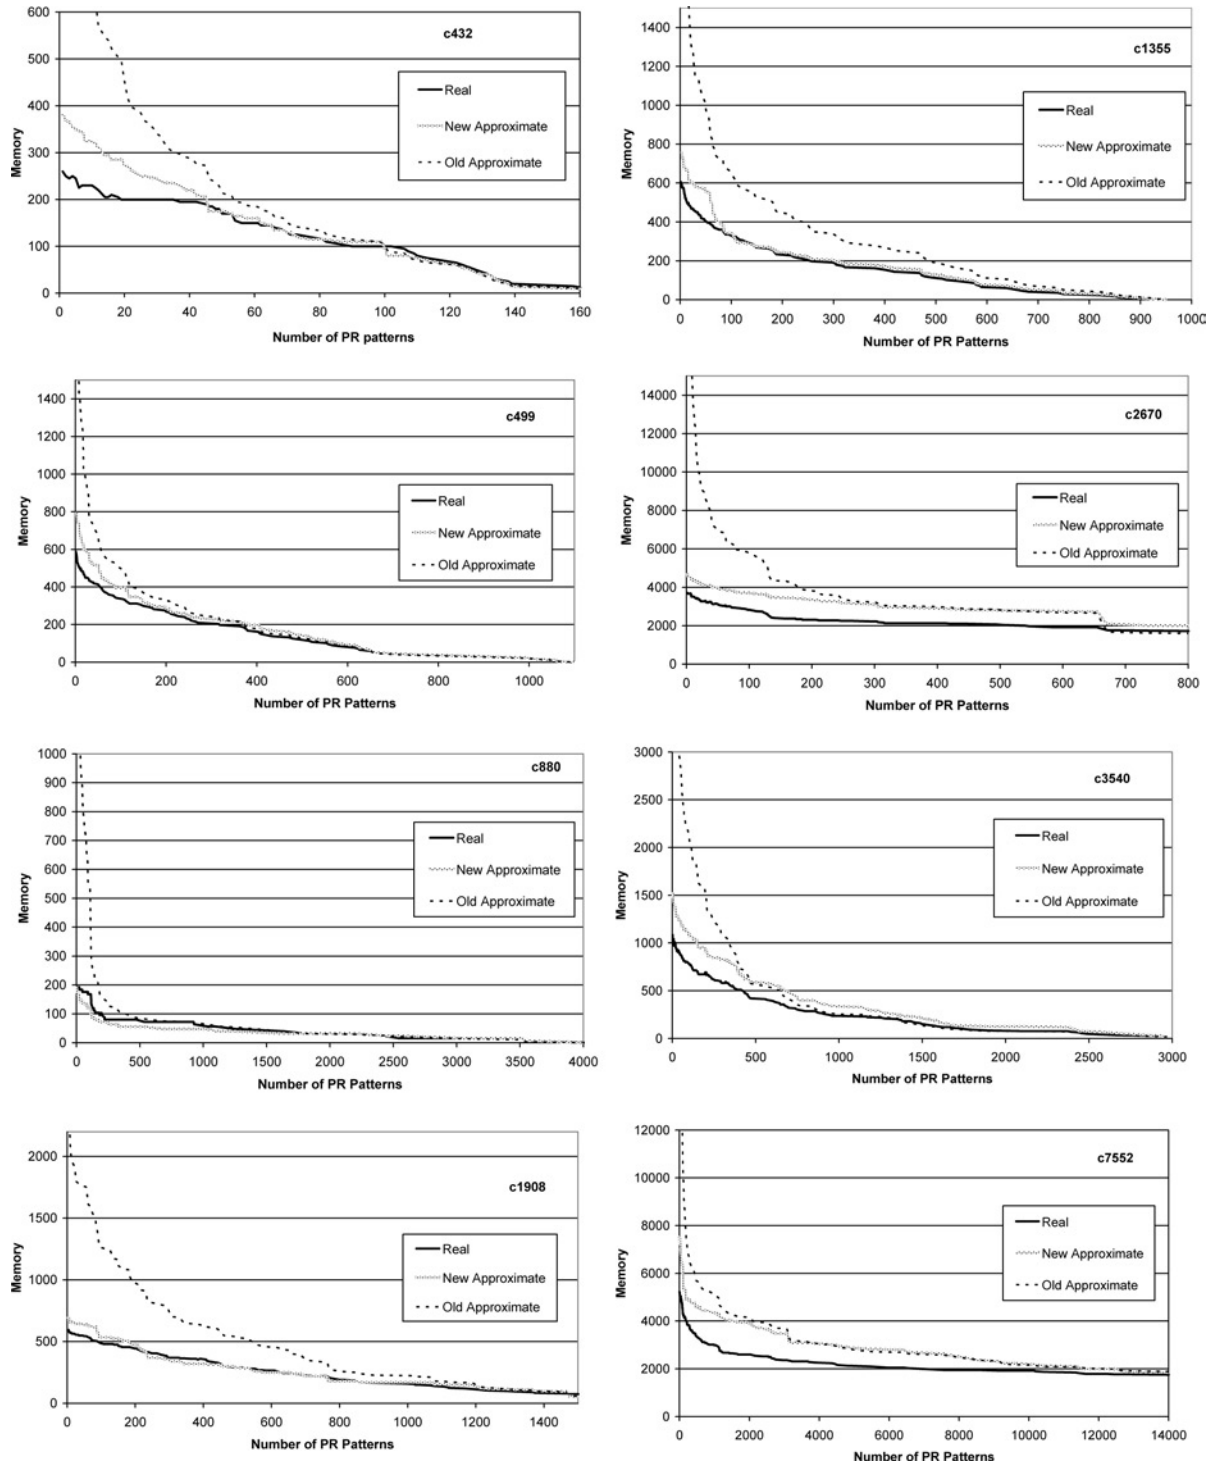 c432
600
500
400
300
200
100
0
Memory
Real
New Approximate
Old Approximate
0 20 40 60 80 100 120 140 160
Number of PR patterns
c1355
1400
1200
1000
800
600
400
200
0
Memory
Real
New Approximate
Old Approximate
0 100 200 300 400 500 600 700 800 900 1000
Number of PR Patterns
c499
1400
1200
1000
800
600
400
200
0
Memory
Real
New Approximate
Old Approximate
0 200 400 600 800 1000
Number of PR Patterns
c2670
14000
12000
10000
8000
6000
4000
2000
0
Memory
Real
New Approximate
Old Approximate
0 100 200 300 400 500 600 700 800
Number of PR Patterns
c880
1000
900
800
700
600
500
400
300
200
100
0
Memory
Real
New Approximate
Old Approximate
0 500 1000 1500 2000 2500 3000 3500 4000
Number of PR Patterns
c3540
3000
2500
2000
1500
1000
500
0
Memory
Real
New Approximate
Old Approximate
0 500 1000 1500 2000 2500 3000
Number of PR Patterns
c1908
2000
1500
1000
500
0
Memory
Real
New Approximate
Old Approximate
0 200 400 600 800 1000 1200 1400
Number of PR Patterns
c7552
12000
10000
8000
6000
4000
2000
0
Memory
Real
New Approximate
Old Approximate
0 2000 4000 6000 8000 10000 12000 14000
Number of PR Patterns